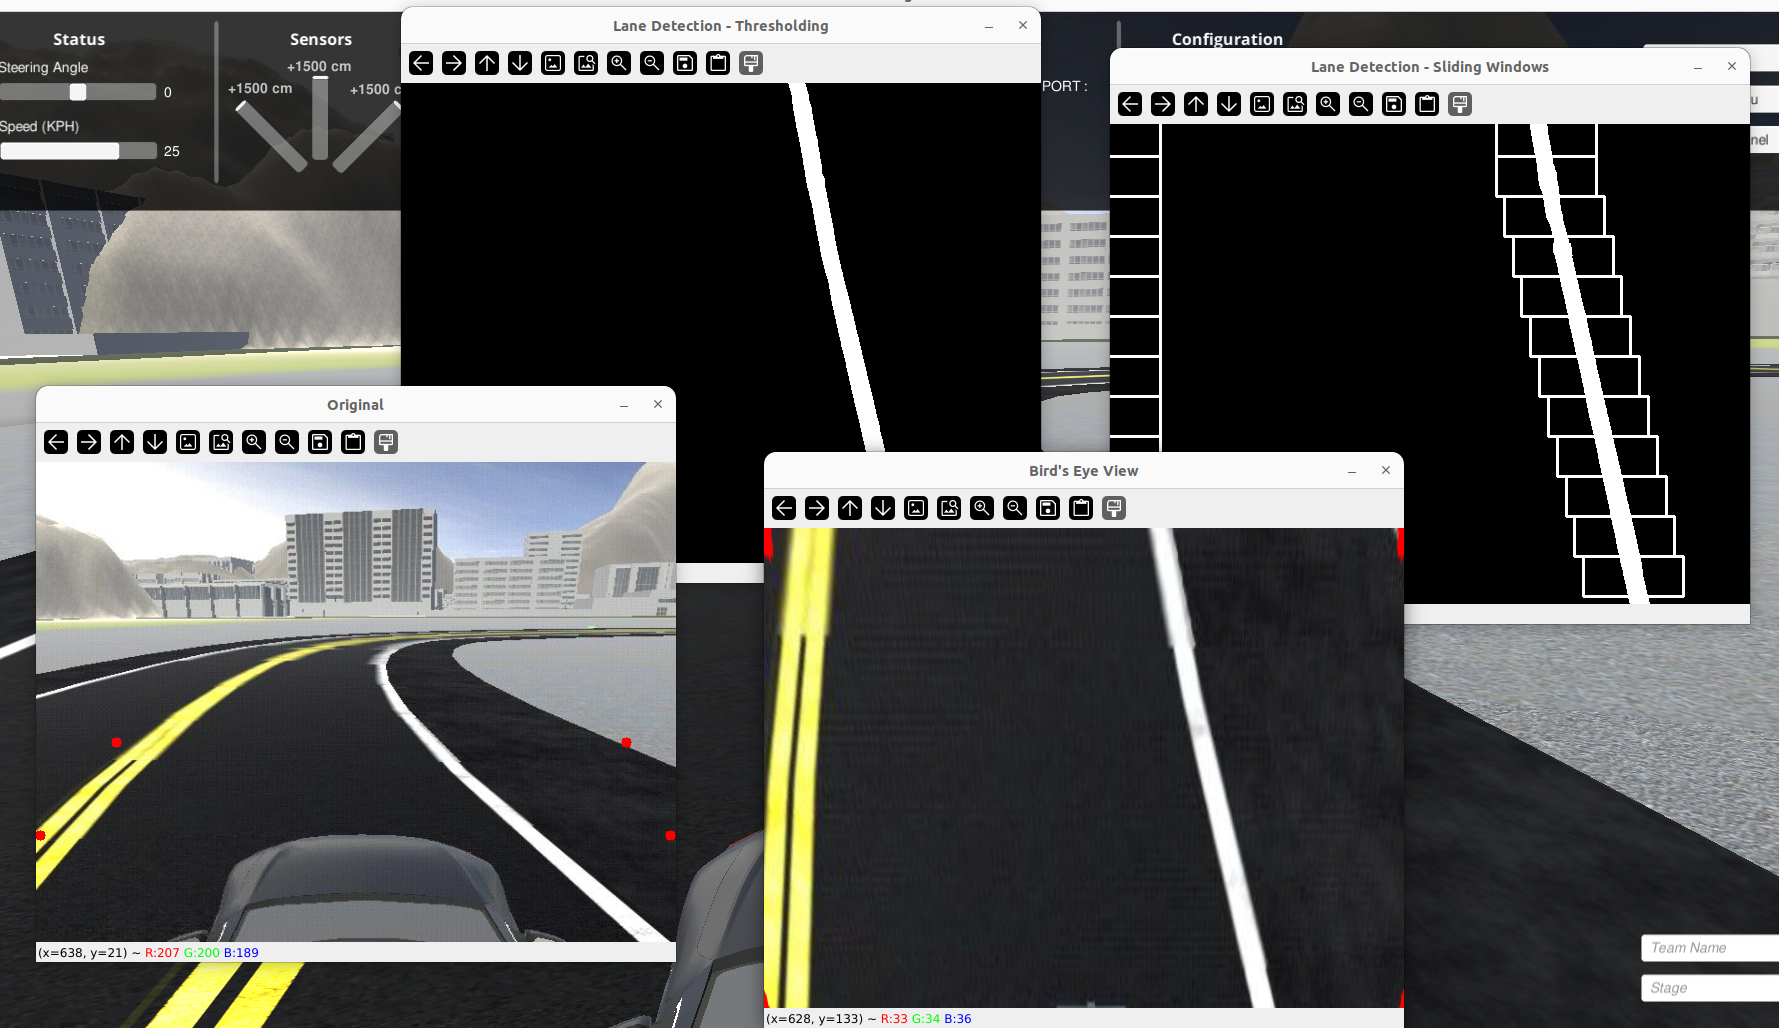 Status
Steering Angle
0
Speed (KPH)
25
Sensors
+1500 cm
+1500 cm
+1500 c
Lane Detection - Thresholding
Configuration
PORT :
Lane Detection - Sliding Windows
u
nel
Original
(x=638, y=21) ~ R:207 G:200 B:189
Bird's Eye View
(x=628, y=133) ~ R:33 G:34 B:36
Team Name
Stage